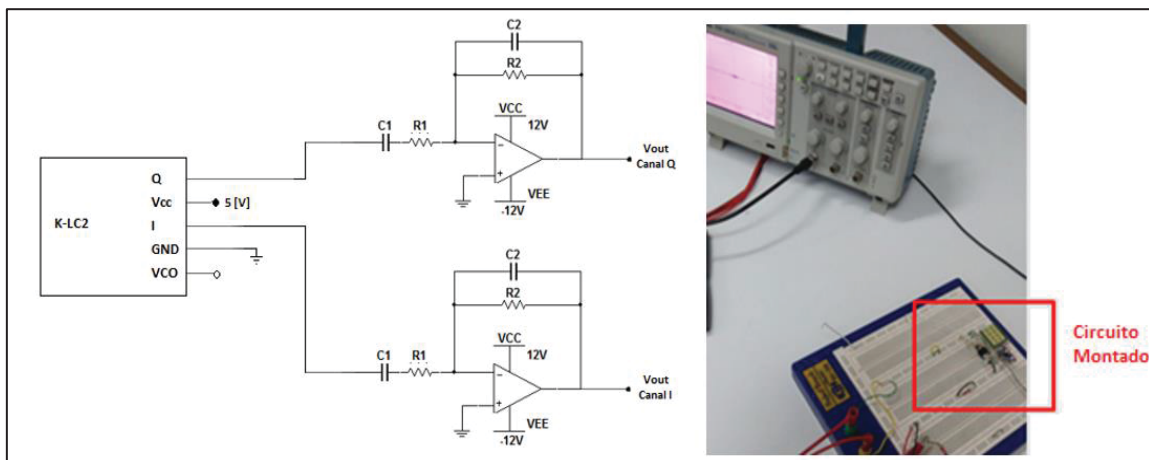 C2
R2
VCC
12V
C1
R1
Vout
Canal Q
VEE
-12V
K-LC2
Q
Vcc
5 [V]
I
GND
VCO
C2
R2
VCC
12V
C1
R1
Vout
Canal I
VEE
-12V
Circuito
Montado